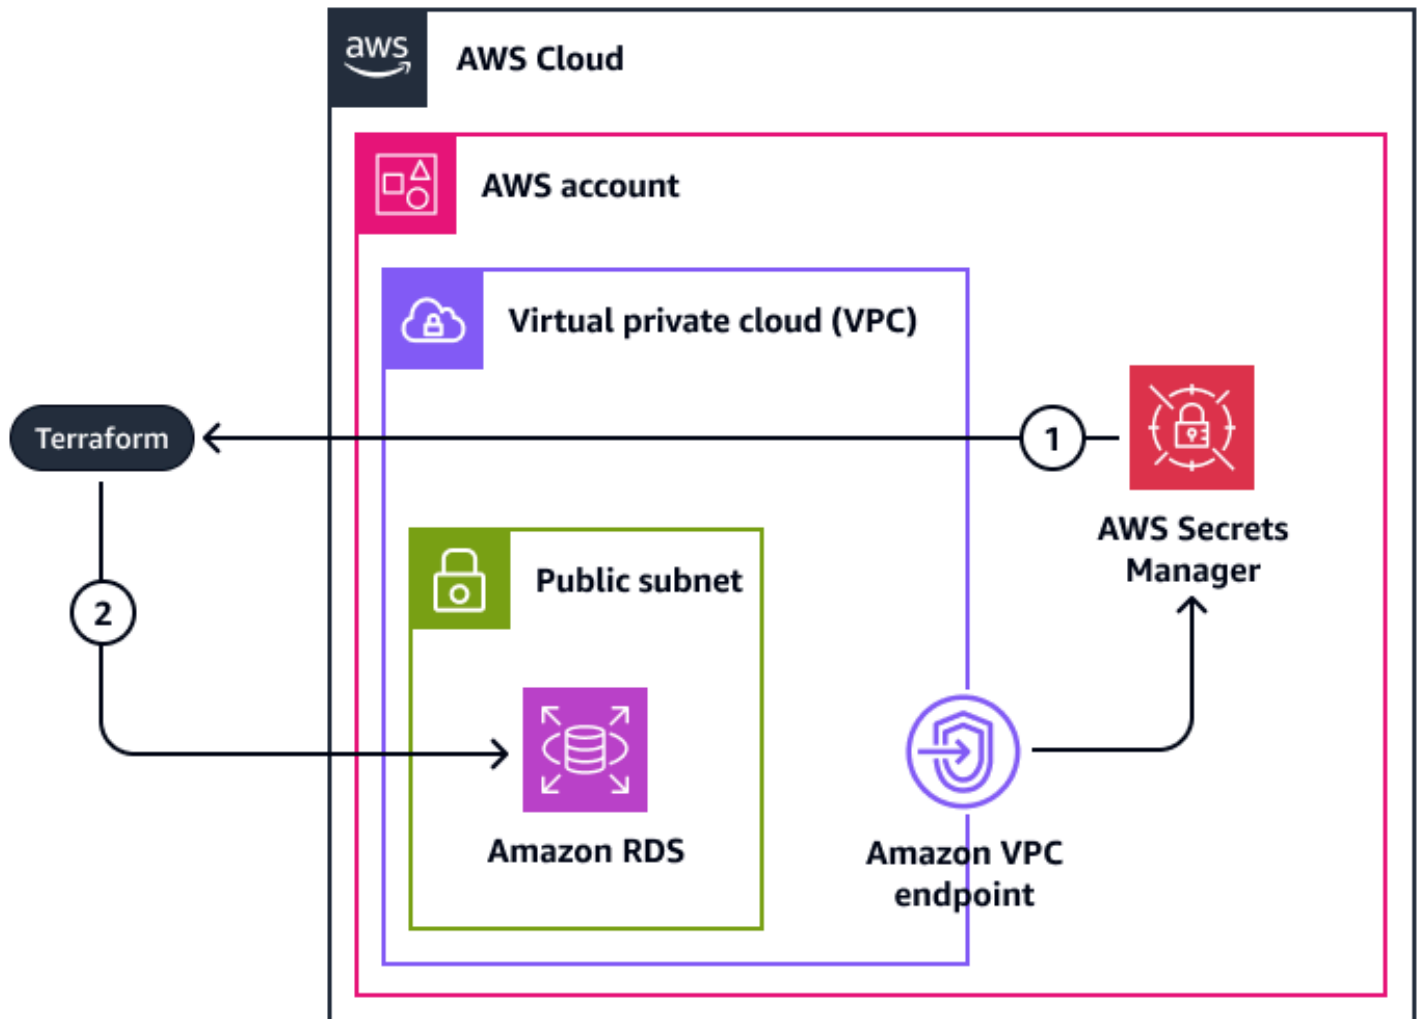 aws
AWS Cloud
AWS account
Virtual private cloud (VPC)
Terraform
1
AWS Secrets
Manager
2
Public subnet
Amazon RDS
Amazon VPC
endpoint